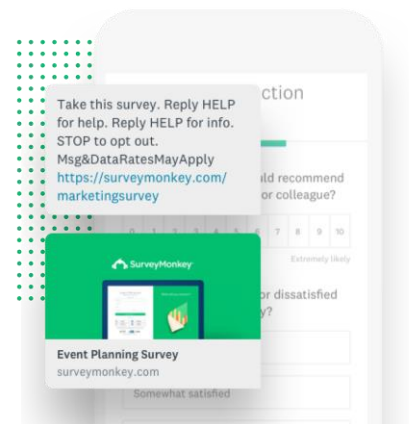 ction
Take this survey. Reply HELP
for help. Reply HELP for info.
STOP to opt out.
Msg&DataRatesMayApply
https://surveymonkey.com/
marketingsurvey
uld recommend
or colleague?
0 1 2 3 4 5 6 7 8 9 10
Extremely likely
SurveyMonkey
or dissatisfied
y?
Event Planning Survey
surveymonkey.com
Somewhat satisfied